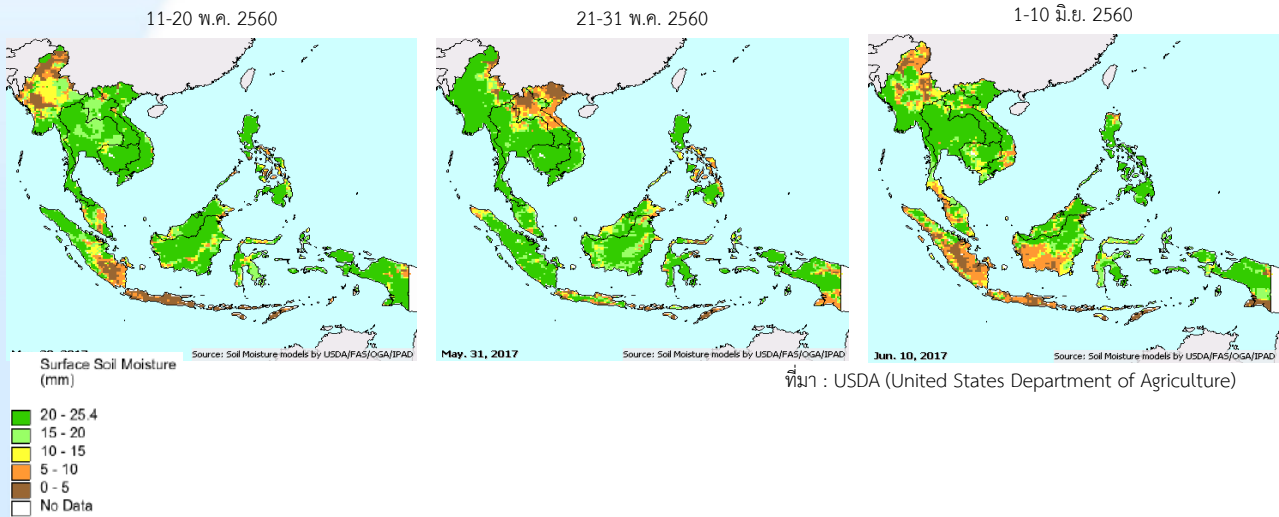 11-20 พ.ค. 2560
21-31 พ.ค. 2560
1-10 มิ.ย. 2560
Source: Soil Moisture models by USDA/FAS/OGA/IPAD
May. 31, 2017
Source: Soil Moisture models by USDA/FAS/OGA/IPAD
Jun. 10, 2017
Source: Soil Moisture models by USDA/FAS/OGA/IPAD
ที่มา : USDA (United States Department of Agriculture)
Surface Soil Moisture
(mm)
20 - 25.4
15 - 20
10 - 15
5 - 10
0 - 5
No Data